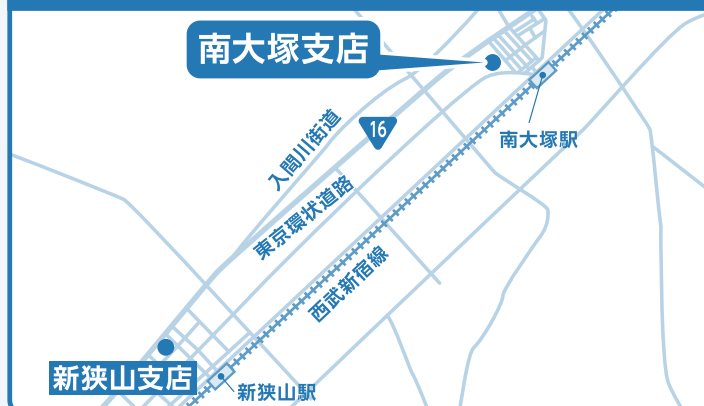 南大塚支店
16
入間川街道
南大塚駅
東京環状道路
西武新宿線
新狭山支店
新狭山駅